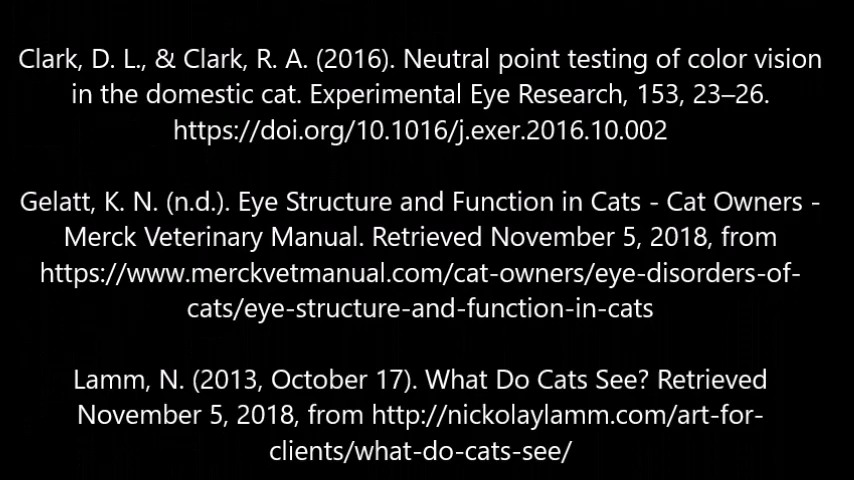 Clark, D. L., & Clark, R. A. (2016). Neutral point testing of color vision
in the domestic cat. Experimental Eye Research, 153, 23–26.
https://doi.org/10.1016/j.exer.2016.10.002
Gelatt, K. N. (n.d.). Eye Structure and Function in Cats - Cat Owners -
Merck Veterinary Manual. Retrieved November 5, 2018, from
https://www.merckvetmanual.com/cat-owners/eye-disorders-of-
cats/eye-structure-and-function-in-cats
Lamm, N. (2013, October 17). What Do Cats See? Retrieved
November 5, 2018, from http://nickolaylamm.com/art-for-
clients/what-do-cats-see/